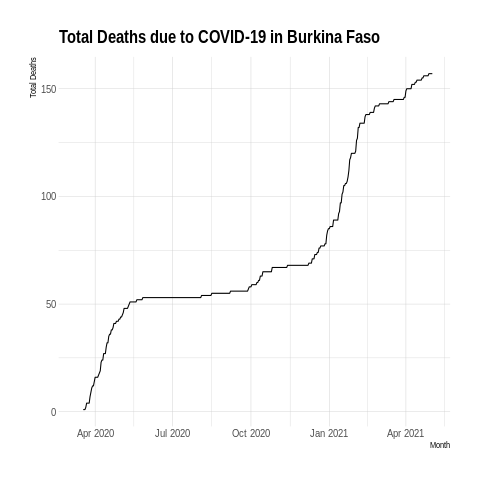 Total Deaths due to COVID-19 in Burkina Faso
Total Deaths
150
100
50
0
Apr 2020 Jul 2020 Oct 2020 Jan 2021 Apr 2021
Month